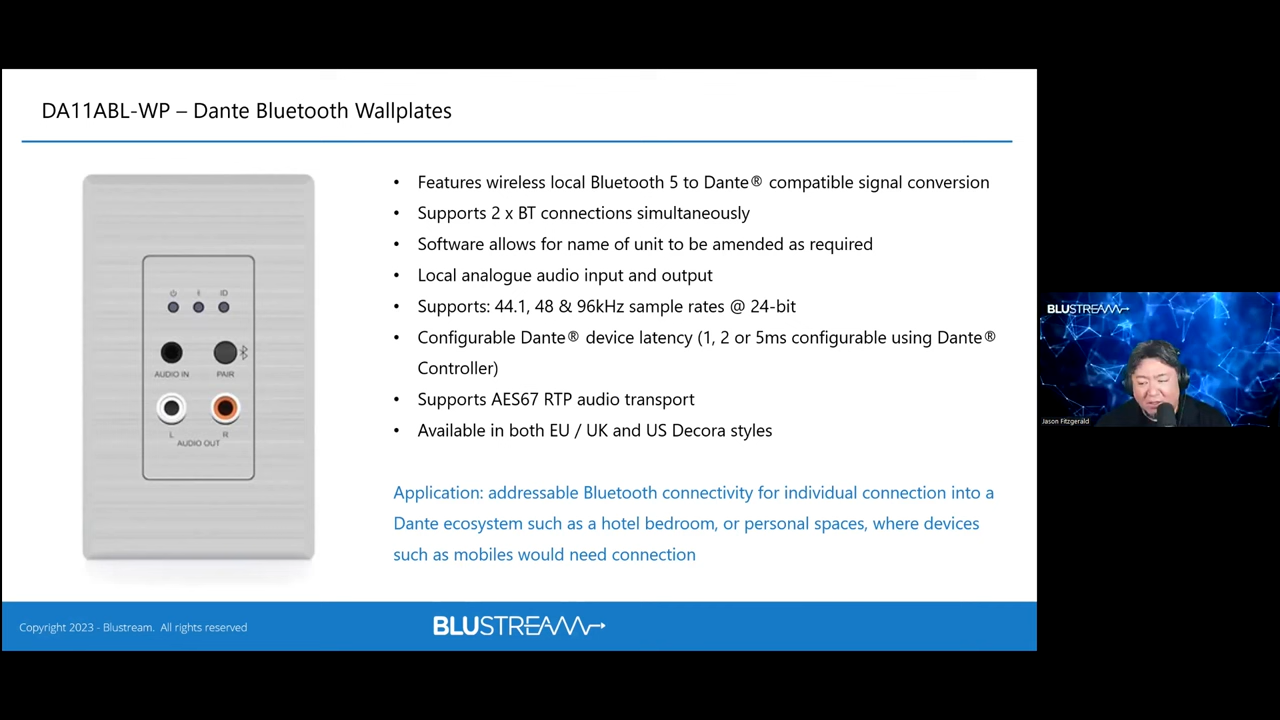 DA11ABL-WP – Dante Bluetooth Wallplates
ID
AUDIO IN
PAIR
L
R
AUDIO OUT
• Features wireless local Bluetooth 5 to Dante® compatible signal conversion
• Supports 2 x BT connections simultaneously
• Software allows for name of unit to be amended as required
• Local analogue audio input and output
• Supports: 44.1, 48 & 96kHz sample rates @ 24-bit
• Configurable Dante® device latency (1, 2 or 5ms configurable using Dante®
Controller)
• Supports AES67 RTP audio transport
• Available in both EU / UK and US Decora styles
Application: addressable Bluetooth connectivity for individual connection into a
Dante ecosystem such as a hotel bedroom, or personal spaces, where devices
such as mobiles would need connection
Copyright 2023 - Blustream. All rights reserved
BLUSTREAM
BLUSTREAM
Jason Fitzgerald